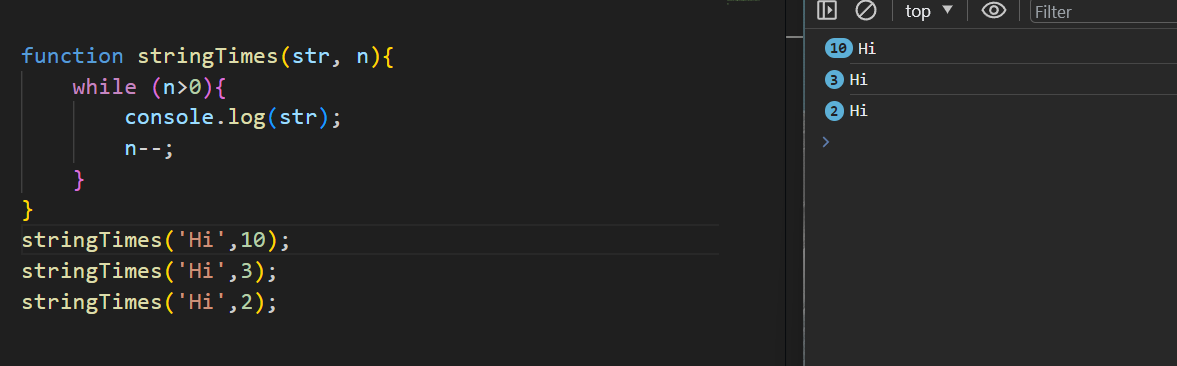 function stringTimes(str, n){
while (n>0){
console.log(str);
n--;
}
}
stringTimes('Hi',10);
stringTimes('Hi',3);
stringTimes('Hi',2);
top ▼ Filter
10 Hi
3 Hi
2 Hi
>